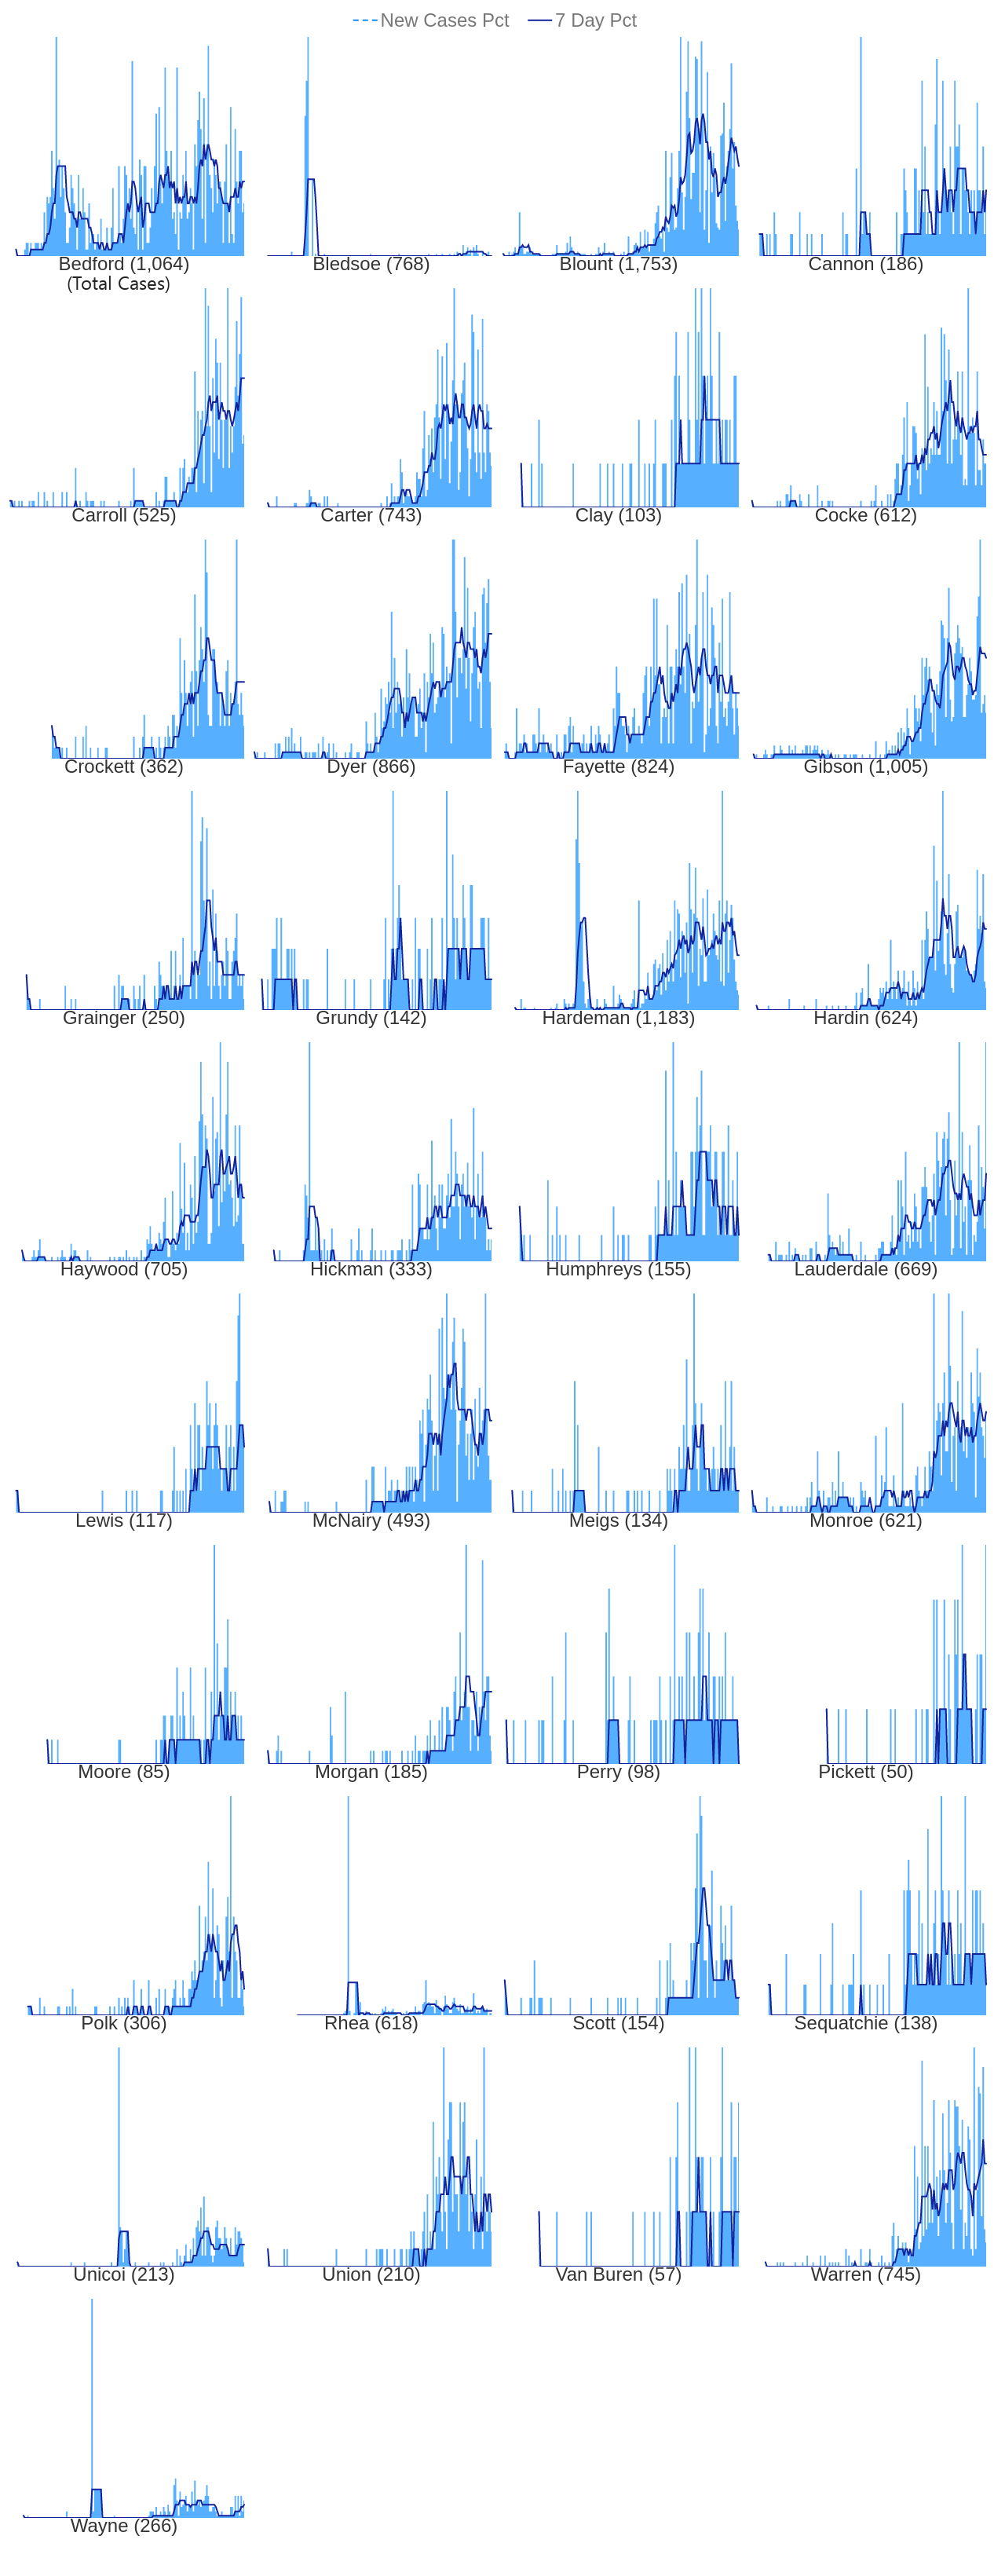 New Cases Pct 7 Day Pct
Bedford (1,064) Bledsoe (768) Blount (1,753) Cannon (186)
(Total Cases)
Carroll (525) Carter (743) Clay (103) Cocke (612)
Crockett (362) Dyer (866) Fayette (824) Gibson (1,005)
Grainger (250) Grundy (142) Hardeman (1,183) Hardin (624)
Haywood (705) Hickman (333) Humphreys (155) Lauderdale (669)
Lewis (117) McNairy (493) Meigs (134) Monroe (621)
Moore (85) Morgan (185) Perry (98) Pickett (50)
Polk (306) Rhea (618) Scott (154) Sequatchie (138)
Unicoi (213) Union (210) Van Buren (57) Warren (745)
Wayne (266)